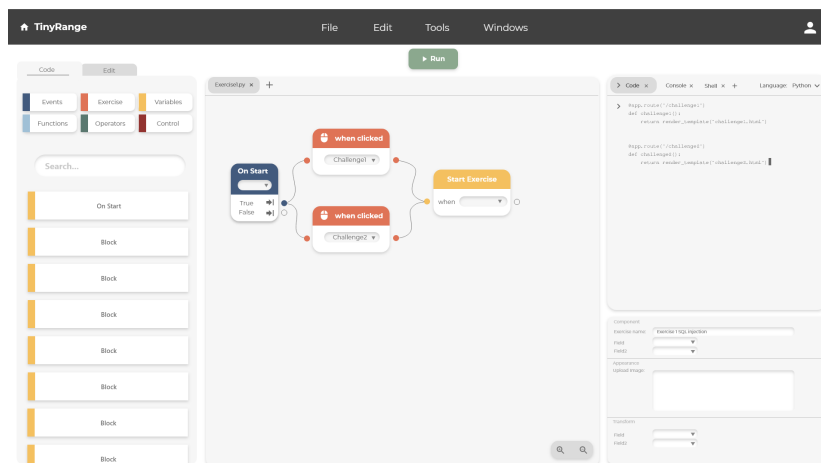 TinyRange
File Edit Tools Windows
Run
Code Edit
Events Exercise Variables
Functions Operators Control
Search...
On Start
Block
Block
Block
Block
Block
Block
Block
Exercise1.py × +
when clicked
Challenge1
On Start
True
False
when clicked
Challenge2
Start Exercise
when
Code × Console × Shell × + Language: Python
@app.route("/challenge1")
def challenge1():
return render_template("challenge1.html")
@app.route("/challenge2")
def challenge2():
return render_template("challenge2.html")
Component
Exercise name: Exercise 1 SQL Injection
Field
Field2
Appearance
Upload Image:
Transform
Field
Field2